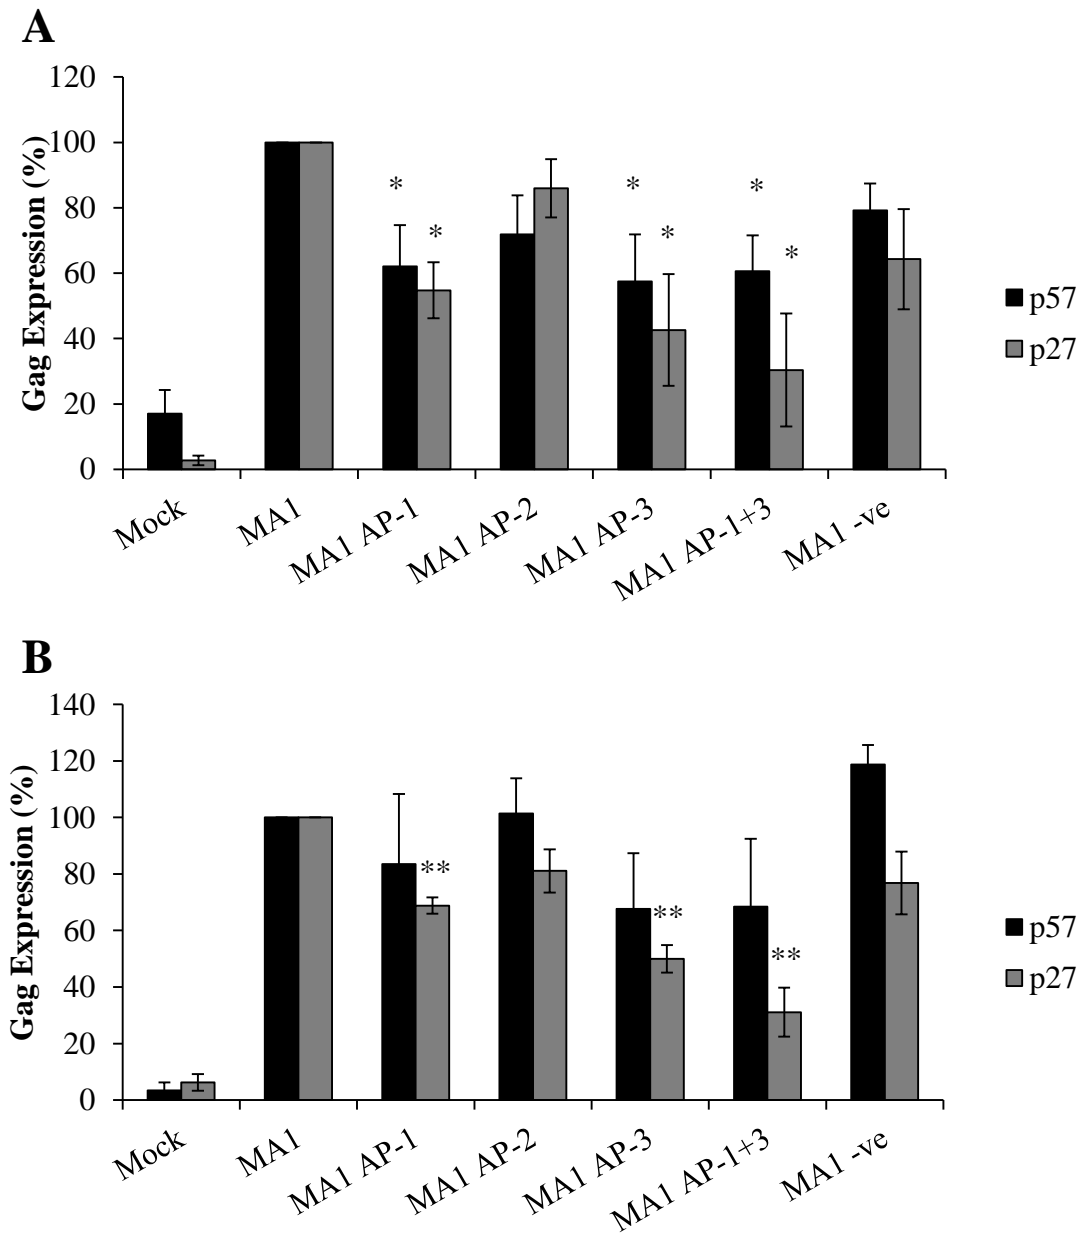 A
120
100
80
60
40
20
0
Gag Expression (%)
* * * * * *
Mock MA1 MA1 AP-1 MA1 AP-2 MA1 AP-3 MA1 AP-1+3 MA1 -ve
p57
p27
B
140
120
100
80
60
40
20
0
Gag Expression (%)
** ** **
Mock MA1 MA1 AP-1 MA1 AP-2 MA1 AP-3 MA1 AP-1+3 MA1 -ve
p57
p27